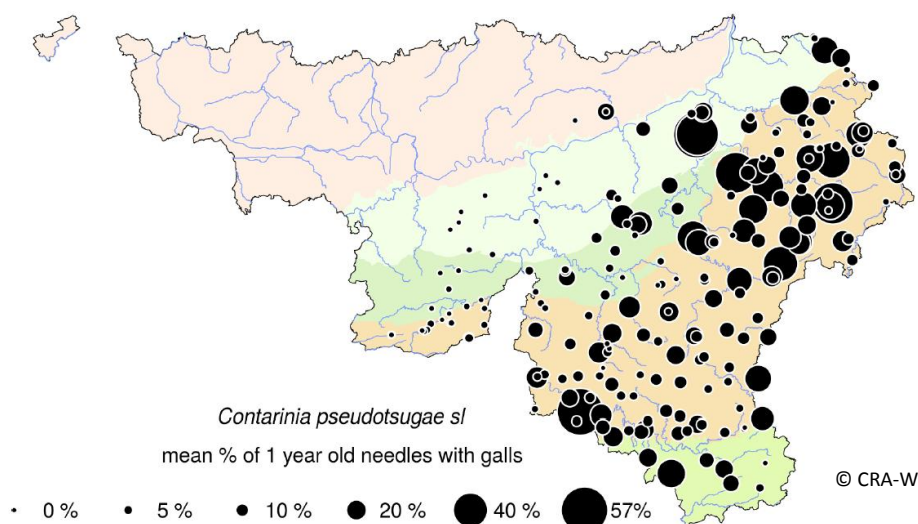 Contarinia pseudotsugae sl
mean % of 1 year old needles with galls
© CRA-W
0 % 5 % 10 % 20 % 40 % 57%